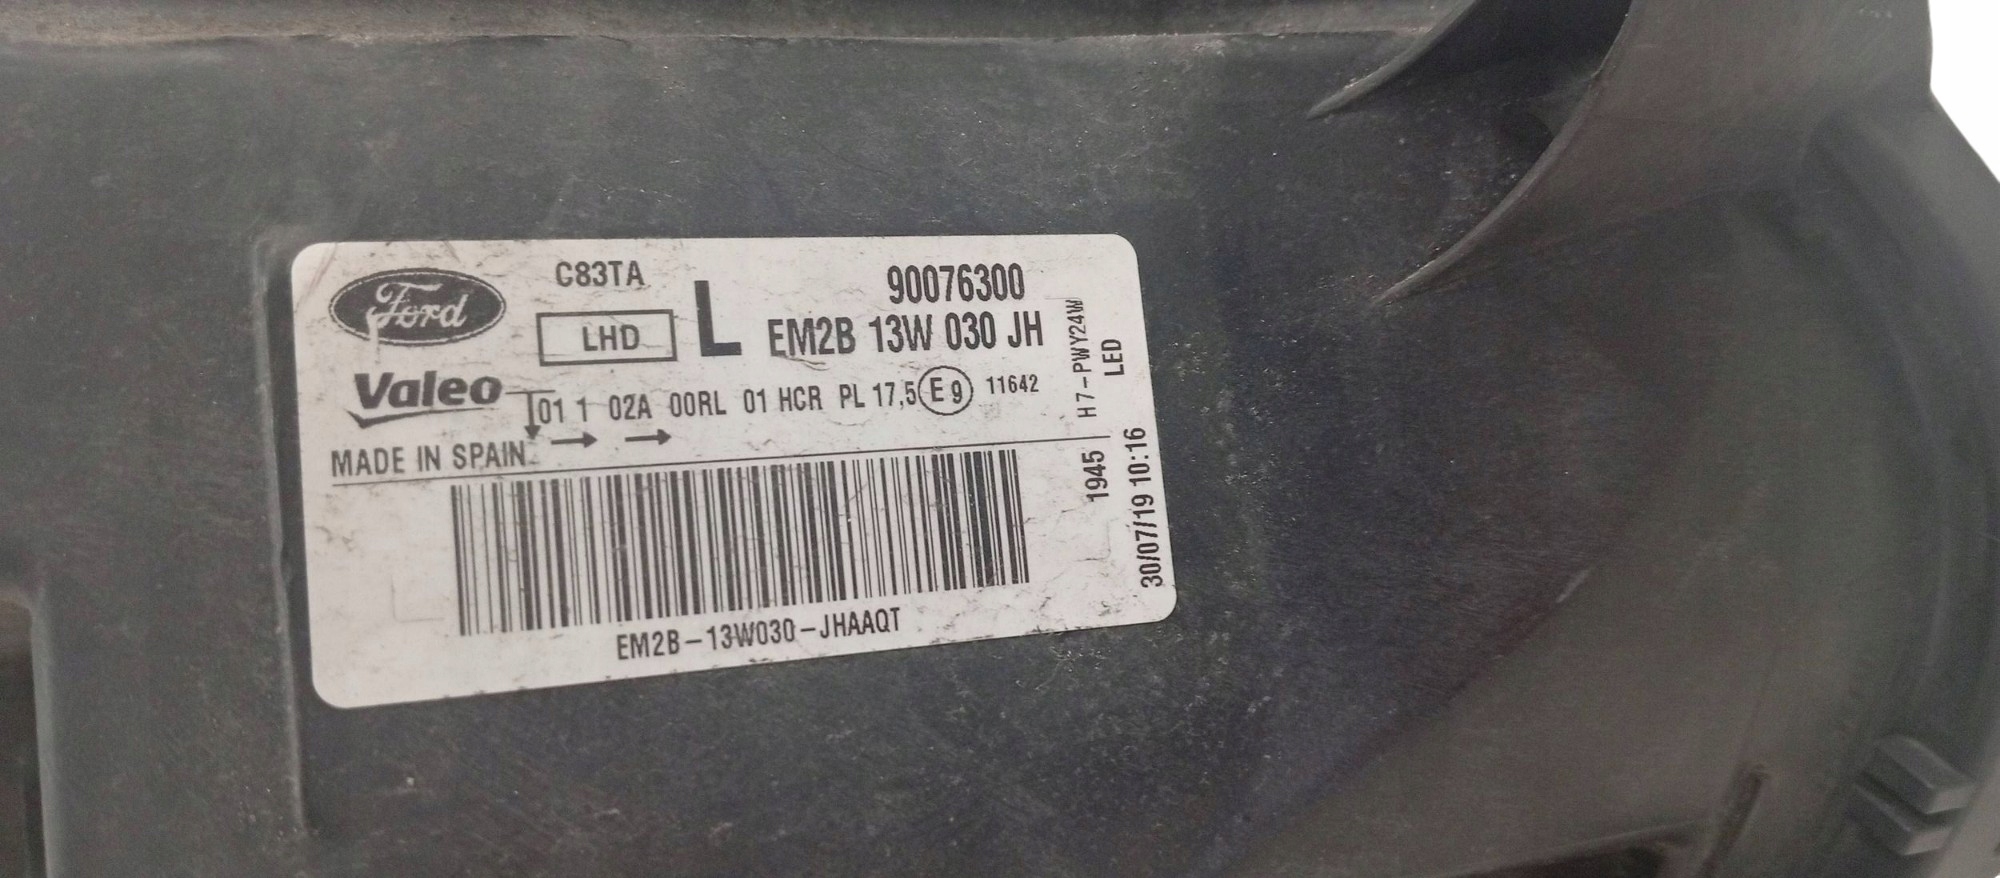 Ford
C83TA
LHD
L
90076300
EM2B 13W 030 JH
Valeo
01 1 02A 00RL 01 HCR PL 17,5 E9 11642
MADE IN SPAIN
H7-PWY24W
LED
1945
30/07/19 10:16
EM2B-13W030-JHAAQT